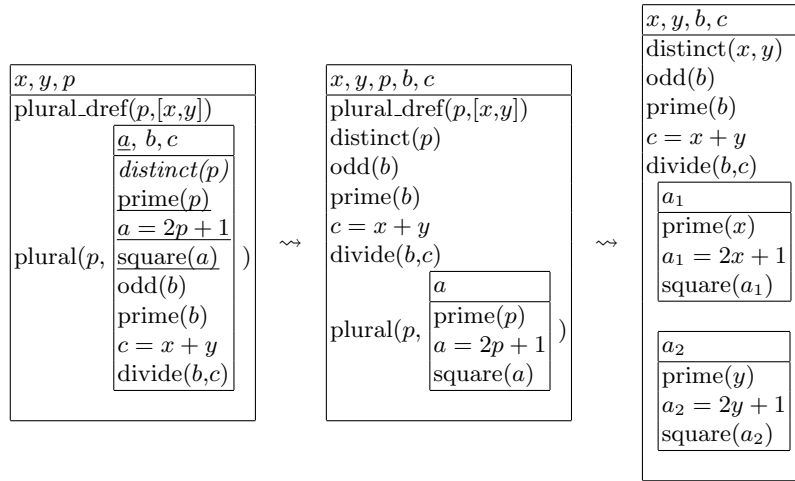 x, y, p
plural_dref(p,[x,y])
plural(p,
a, b, c
distinct(p)
prime(p)
a = 2p + 1
square(a)
odd(b)
prime(b)
c = x + y
divide(b,c)
)
⇝
x, y, p, b, c
plural_dref(p,[x,y])
distinct(p)
odd(b)
prime(b)
c = x + y
divide(b,c)
plural(p,
a
prime(p)
a = 2p + 1
square(a)
)
⇝
x, y, b, c
distinct(x, y)
odd(b)
prime(b)
c = x + y
divide(b,c)
a₁
prime(x)
a₁ = 2x + 1
square(a₁)
a₂
prime(y)
a₂ = 2y + 1
square(a₂)